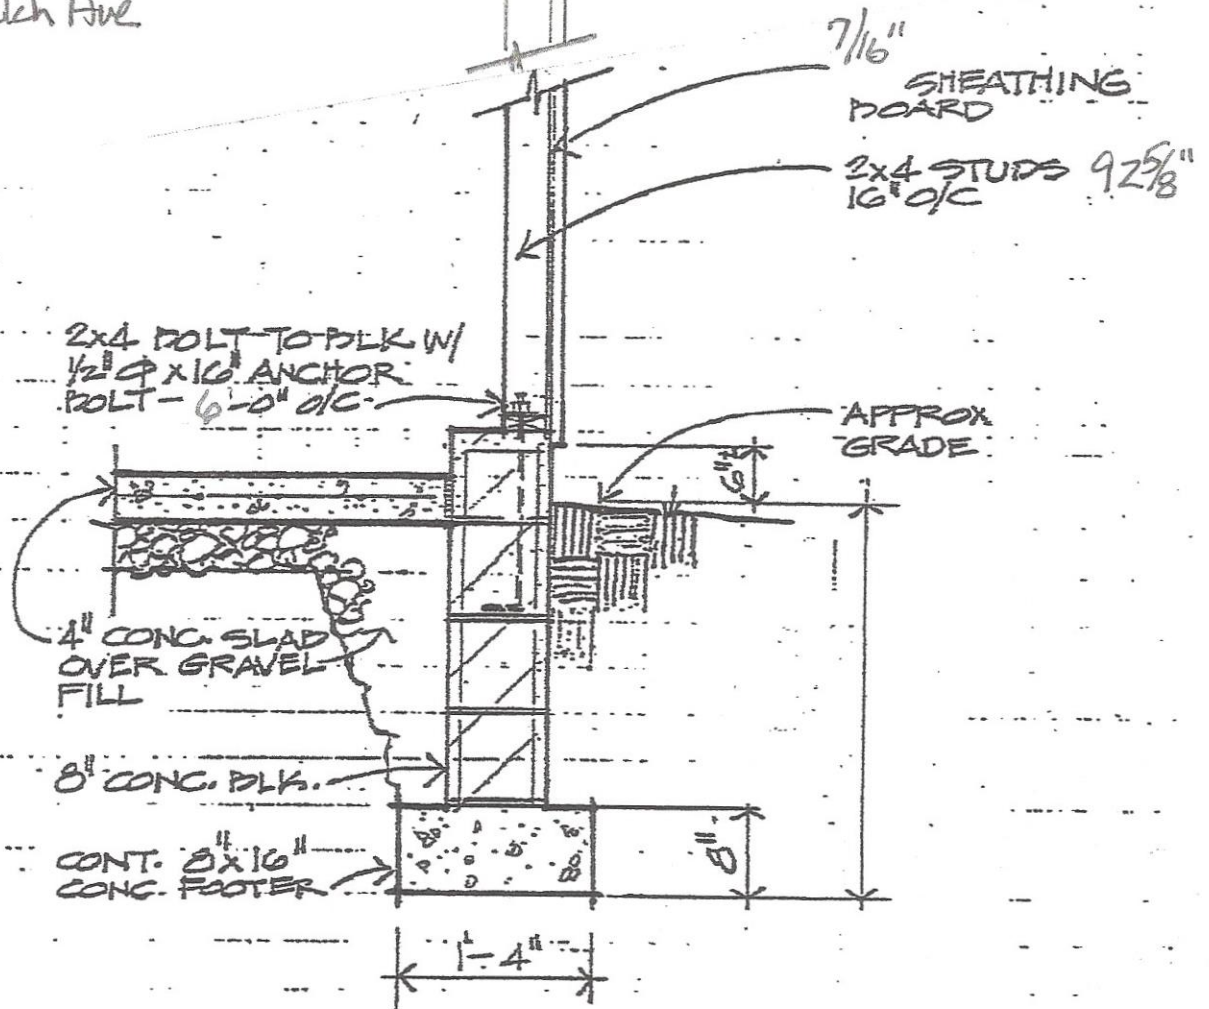 Ave
7/16"
SHEATHING
BOARD
2x4 STUDS 92 5/8"
16" O/C
2x4 BOLT-TO-BLK W/
1/2" Φ x 16" ANCHOR
BOLT - 6'-0" O/C
APPROX
GRADE
6"±
4" CONC. SLAB
OVER GRAVEL
FILL
8" CONC. BLK.
8"
CONT. 8"x16"
CONC. FOOTER
1'-4"